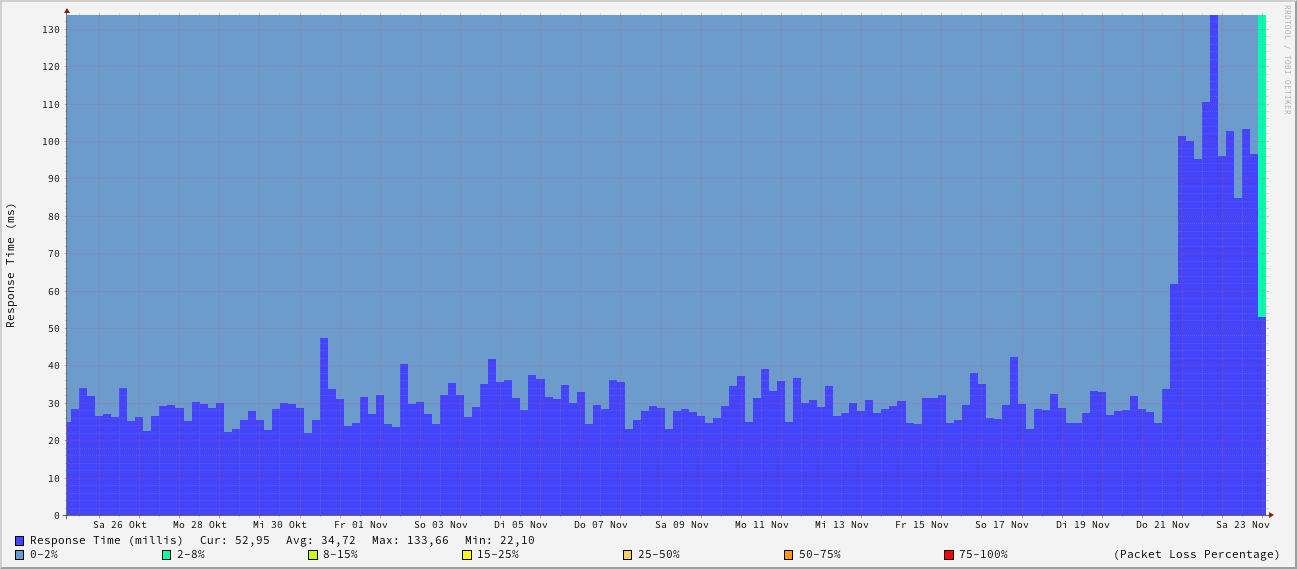 RRDTOOL / TOBI OETIKER
Response Time (ms)
130
120
110
100
90
80
70
60
50
40
30
20
10
0
Sa 26 Okt Mo 28 Okt Mi 30 Okt Fr 01 Nov So 03 Nov Di 05 Nov Do 07 Nov Sa 09 Nov Mo 11 Nov Mi 13 Nov Fr 15 Nov So 17 Nov Di 19 Nov Do 21 Nov Sa 23 Nov
Response Time (millis) Cur: 52,95 Avg: 34,72 Max: 133,66 Min: 22,10
0-2% 2-8% 8-15% 15-25% 25-50% 50-75% 75-100% (Packet Loss Percentage)